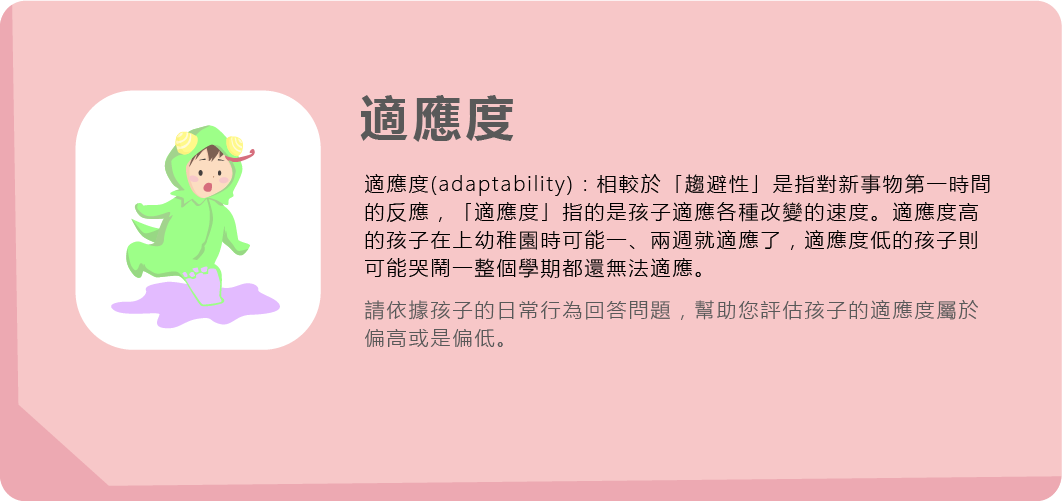 適應度
適應度(adaptability)：相較於「趨避性」是指對新事物第一時間
的反應，「適應度」指的是孩子適應各種改變的速度。適應度高
的孩子在上幼稚園時可能一、兩週就適應了，適應度低的孩子則
可能哭鬧一整個學期都還無法適應。
請依據孩子的日常行為回答問題，幫助您評估孩子的適應度屬於
偏高或是偏低。